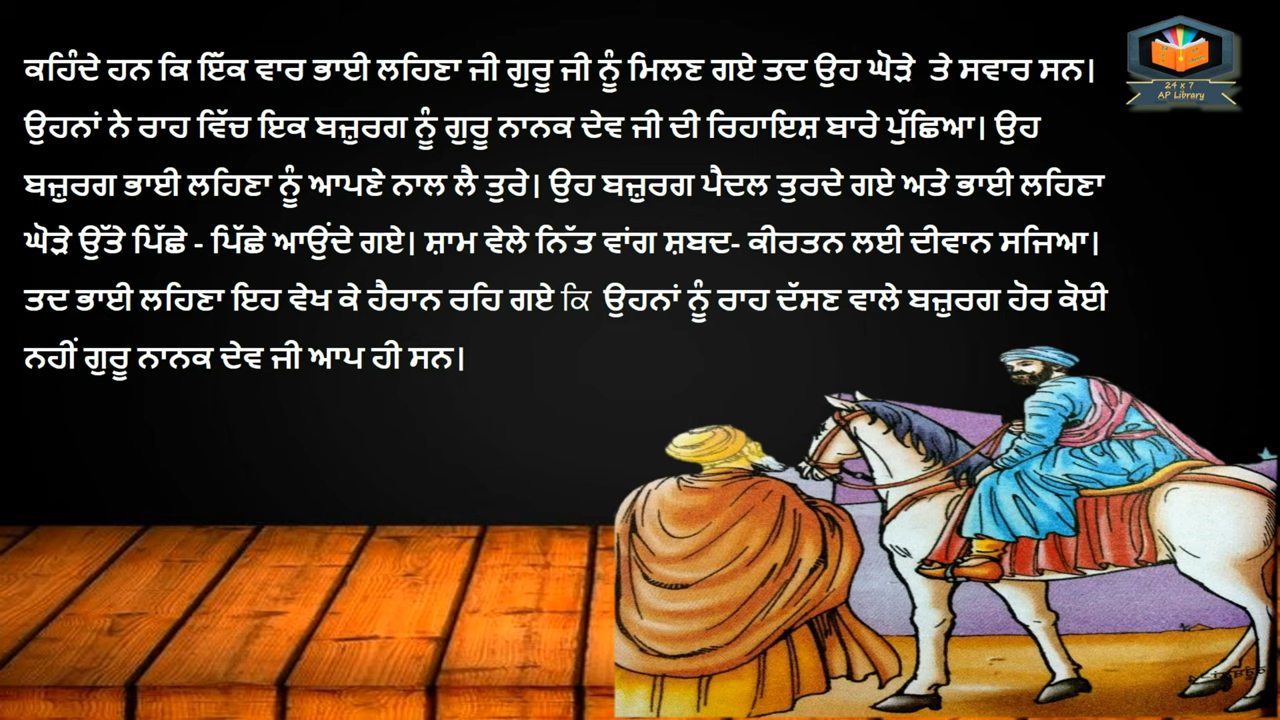 ਕਹਿੰਦੇ ਹਨ ਕਿ ਇੱਕ ਵਾਰ ਭਾਈ ਲਹਿਣਾ ਜੀ ਗੁਰੂ ਜੀ ਨੂੰ ਮਿਲਣ ਗਏ ਤਦ ਉਹ ਘੋੜੇ ਤੇ ਸਵਾਰ ਸਨ।
ਉਹਨਾਂ ਨੇ ਰਾਹ ਵਿੱਚ ਇਕ ਬਜ਼ੁਰਗ ਨੂੰ ਗੁਰੂ ਨਾਨਕ ਦੇਵ ਜੀ ਦੀ ਰਿਹਾਇਸ਼ ਬਾਰੇ ਪੁੱਛਿਆ। ਉਹ
ਬਜ਼ੁਰਗ ਭਾਈ ਲਹਿਣਾ ਨੂੰ ਆਪਣੇ ਨਾਲ ਲੈ ਤੁਰੇ। ਉਹ ਬਜ਼ੁਰਗ ਪੈਦਲ ਤੁਰਦੇ ਗਏ ਅਤੇ ਭਾਈ ਲਹਿਣਾ
ਘੋੜੇ ਉੱਤੇ ਪਿੱਛੇ - ਪਿੱਛੇ ਆਉਂਦੇ ਗਏ। ਸ਼ਾਮ ਵੇਲੇ ਨਿੱਤ ਵਾਂਗ ਸ਼ਬਦ- ਕੀਰਤਨ ਲਈ ਦੀਵਾਨ ਸਜਿਆ।
ਤਦ ਭਾਈ ਲਹਿਣਾ ਇਹ ਵੇਖ ਕੇ ਹੈਰਾਨ ਰਹਿ ਗਏ ਕਿ ਉਹਨਾਂ ਨੂੰ ਰਾਹ ਦੱਸਣ ਵਾਲੇ ਬਜ਼ੁਰਗ ਹੋਰ ਕੋਈ
ਨਹੀਂ ਗੁਰੂ ਨਾਨਕ ਦੇਵ ਜੀ ਆਪ ਹੀ ਸਨ।
24 x 7
AP Library